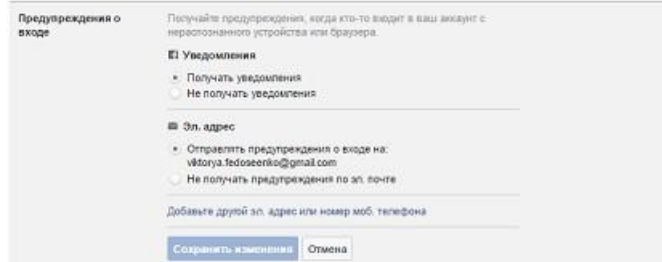 Предупреждения о
входе
Получайте предупреждения, когда кто-то входит в ваш аккаунт с
нераспознанного устройства или браузера.
Уведомления
Получать уведомления
Не получать уведомления
Эл. адрес
Отправлять предупреждения о входе на:
viktorya.fedoseenko@gmail.com
Не получать предупреждения по эл. почте
Добавьте другой эл. адрес или номер моб. телефона
Сохранить изменения Отмена